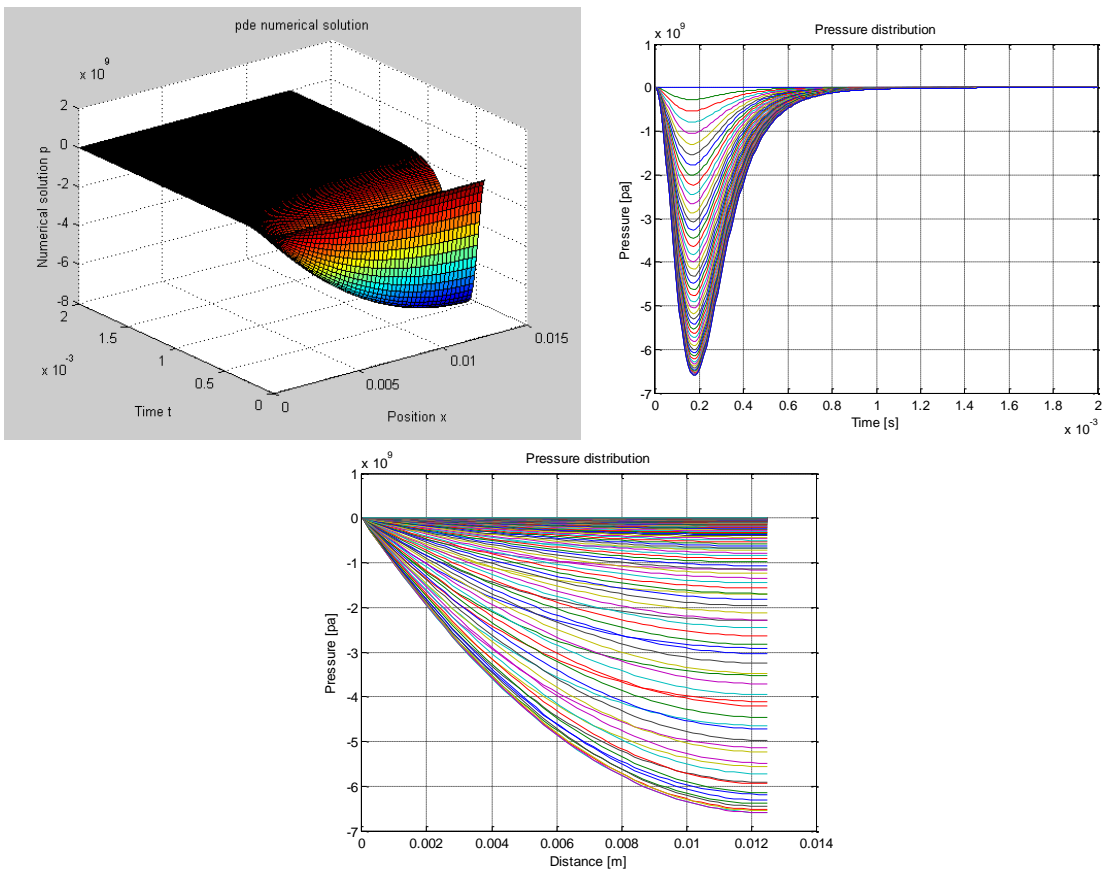 pde numerical solution
x 10^9
2
0
-2
-4
-6
-8
Numerical solution p
2
1.5
1
0.5
0
x 10^-3
Time t
0
0.005
0.01
0.015
Position x
Pressure distribution
x 10^9
1
0
-1
-2
-3
-4
-5
-6
-7
Pressure [pa]
0 0.2 0.4 0.6 0.8 1 1.2 1.4 1.6 1.8 2
Time [s]
x 10^-3
Pressure distribution
x 10^9
1
0
-1
-2
-3
-4
-5
-6
-7
Pressure [pa]
0 0.002 0.004 0.006 0.008 0.01 0.012 0.014
Distance [m]